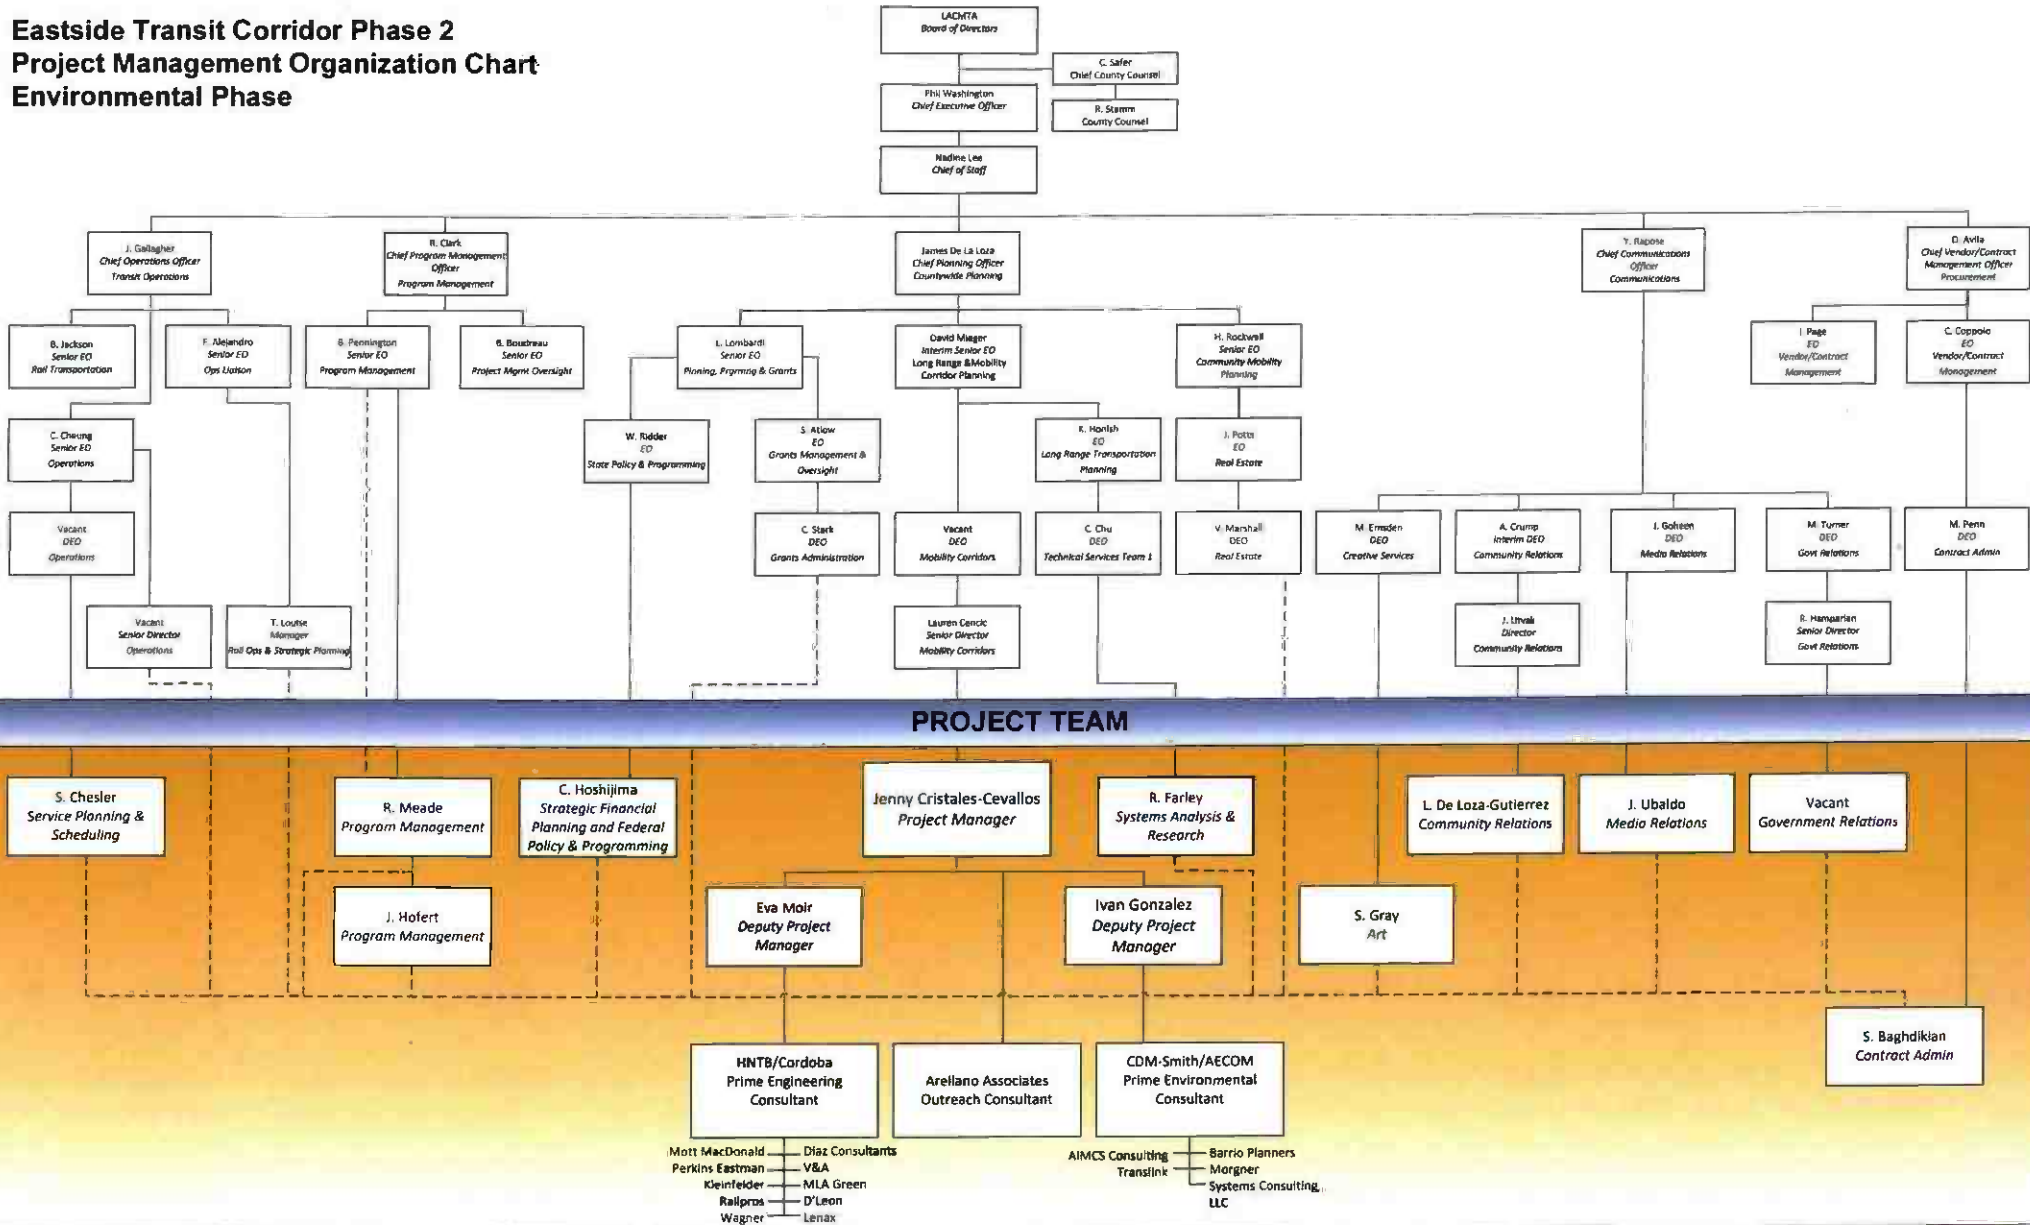 Eastside Transit Corridor Phase 2
Project Management Organization Chart
Environmental Phase
LACMTA
Board of Directors
C. Safer
Chief County Counsel
Phil Washington
Chief Executive Officer
R. Stamm
County Counsel
Nadine Lee
Chief of Staff
J. Gallagher
Chief Operations Officer
Transit Operations
R. Clark
Chief Program Management
Officer
Program Management
James De La Loza
Chief Planning Officer
Countywide Planning
Y. Rapose
Chief Communications
Officer
Communications
D. Avila
Chief Vendor/Contract
Management Officer
Procurement
B. Jackson
Senior EO
Rail Transportation
F. Alejandro
Senior EO
Ops Liaison
B. Pennington
Senior EO
Program Management
B. Boudreau
Senior EO
Project Mgmt Oversight
L. Lombardi
Senior EO
Plnning, Prgrmng & Grants
David Mieger
Interim Senior EO
Long Range &Mobility
Corridor Planning
H. Rockwell
Senior EO
Community Mobility
Planning
I. Page
EO
Vendor/Contract
Management
C. Coppolo
EO
Vendor/Contract
Management
C. Cheung
Senior EO
Operations
W. Ridder
EO
State Policy & Programming
S. Atlow
EO
Grants Management &
Oversight
K. Honish
EO
Long Range Transportation
Planning
J. Potts
EO
Real Estate
Vacant
DEO
Operations
C. Stark
DEO
Grants Administration
Vacant
DEO
Mobility Corridors
C. Chu
DEO
Technical Services Team 1
V. Marshall
DEO
Real Estate
M. Emsden
DEO
Creative Services
A. Crump
Interim DEO
Community Relations
J. Goheen
DEO
Media Relations
M. Turner
DEO
Govt Relations
M. Penn
DEO
Contract Admin
Vacant
Senior Director
Operations
T. Loutse
Manager
Rail Ops & Strategic Planning
Lauren Cencic
Senior Director
Mobility Corridors
J. Litvak
Director
Community Relations
R. Hamparian
Senior Director
Govt Relations
PROJECT TEAM
S. Chesler
Service Planning &
Scheduling
R. Meade
Program Management
C. Hoshijima
Strategic Financial
Planning and Federal
Policy & Programming
Jenny Cristales-Cevallos
Project Manager
R. Farley
Systems Analysis &
Research
L. De Loza-Gutierrez
Community Relations
J. Ubaldo
Media Relations
Vacant
Government Relations
J. Hofert
Program Management
Eva Moir
Deputy Project
Manager
Ivan Gonzalez
Deputy Project
Manager
S. Gray
Art
HNTB/Cordoba
Prime Engineering
Consultant
Arellano Associates
Outreach Consultant
CDM-Smith/AECOM
Prime Environmental
Consultant
S. Baghdikian
Contract Admin
Mott MacDonald
Diaz Consultants
Perkins Eastman
V&A
Kleinfelder
MLA Green
Railpros
D'Leon
Wagner
Lenax
AIMCS Consulting
Barrio Planners
Translink
Morgner
Systems Consulting,
LLC